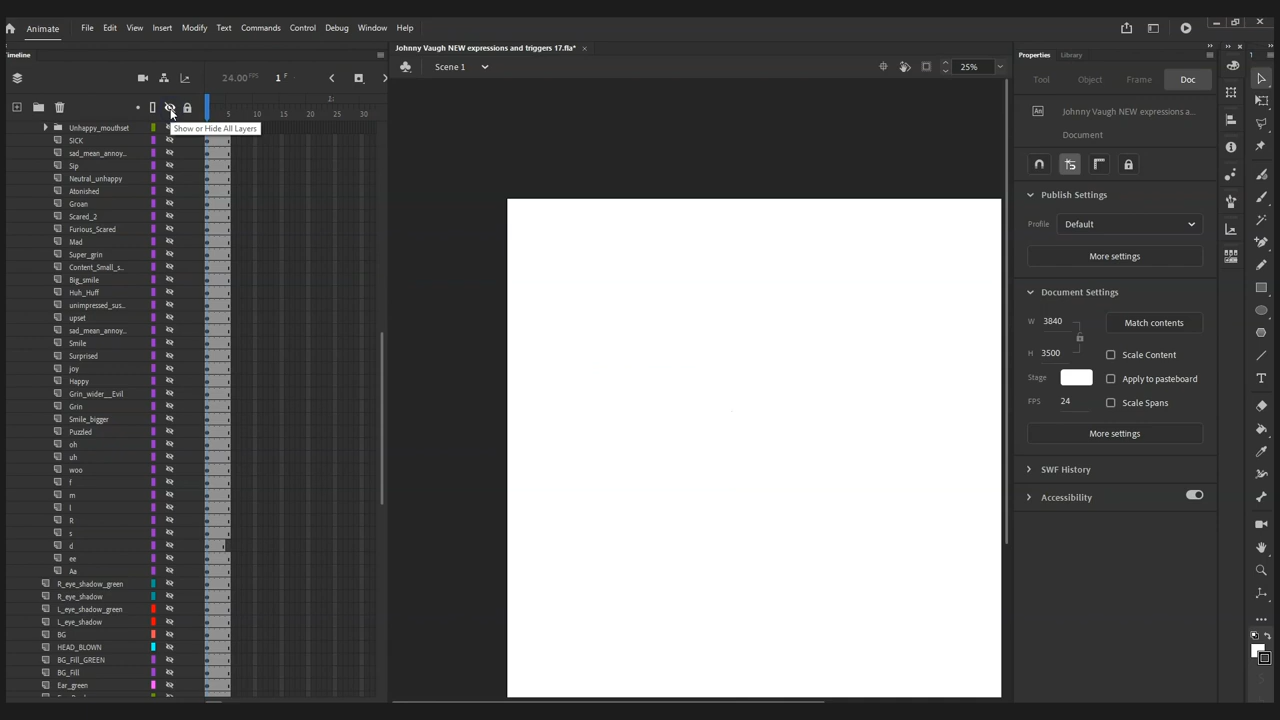 Animate File Edit View Insert Modify Text Commands Control Debug Window Help
Timeline
Johnny Vaugh NEW expressions and triggers 17.fla*
Properties Library
Scene 1
25%
24.00 FPS 1 F
Tool Object Frame Doc
1s
5 10 15 20 25 30
Show or Hide All Layers
Unhappy_mouthset
SICK
sad_mean_annoy...
Sip
Neutral_unhappy
Atonished
Groan
Scared_2
Furious_Scared
Mad
Super_grin
Content_Small_s...
Big_smile
Huh_Huff
unimpressed_sus...
upset
sad_mean_annoy...
Smile
Surprised
joy
Happy
Grin_wider__Evil
Grin
Smile_bigger
Puzzled
oh
uh
woo
f
m
l
R
s
d
ee
Aa
R_eye_shadow_green
R_eye_shadow
L_eye_shadow_green
L_eye_shadow
BG
HEAD_BLOWN
BG_Fill_GREEN
BG_Fill
Ear_green
An
Johnny Vaugh NEW expressions a...
Document
Publish Settings
Profile Default
More settings
Document Settings
W 3840
Match contents
H 3500
Scale Content
Stage
Apply to pasteboard
FPS 24
Scale Spans
More settings
SWF History
Accessibility